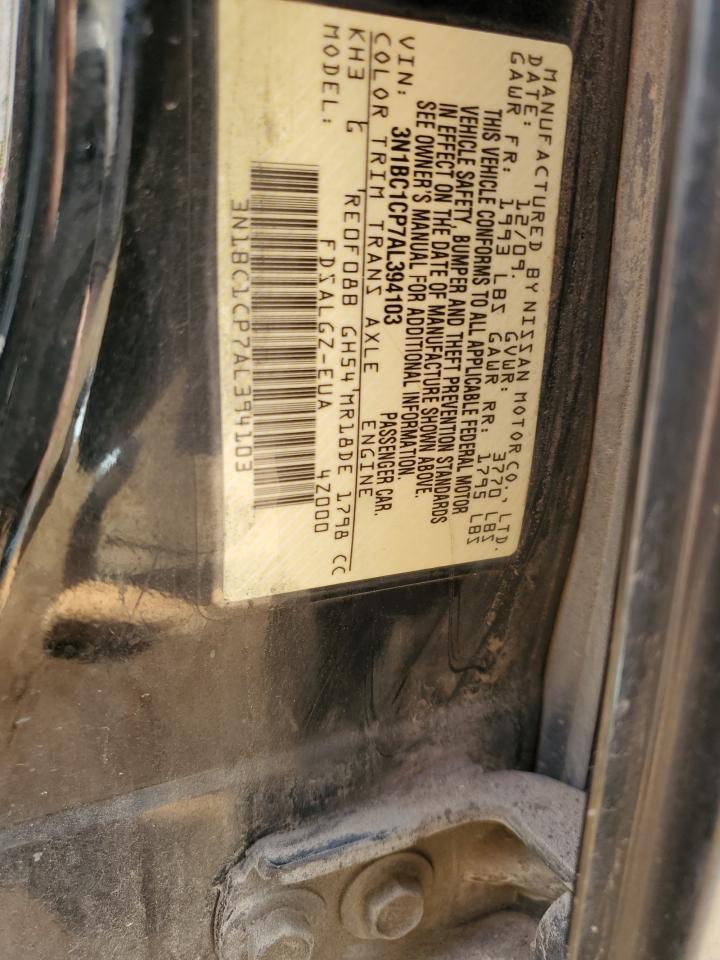 MANUFACTURED BY NISSAN MOTOR CO., LTD.
DATE: 12/09. GVWR: 3770 LBS.
GAWR FR: 1993 LBS GAWR RR: 1795 LBS
THIS VEHICLE CONFORMS TO ALL APPLICABLE FEDERAL MOTOR
VEHICLE SAFETY, BUMPER AND THEFT PREVENTION STANDARDS
IN EFFECT ON THE DATE OF MANUFACTURE SHOWN ABOVE.
SEE OWNER'S MANUAL FOR ADDITIONAL INFORMATION.
VIN: 3N1BC1CP7AL394103 PASSENGER CAR.
COLOR TRIM TRANS AXLE ENGINE
KH3 G RE0F08B GH54 MR18DE 1798 CC
MODEL: FDSALGZ-EUA 4Z000
3N1BC1CP7AL394103